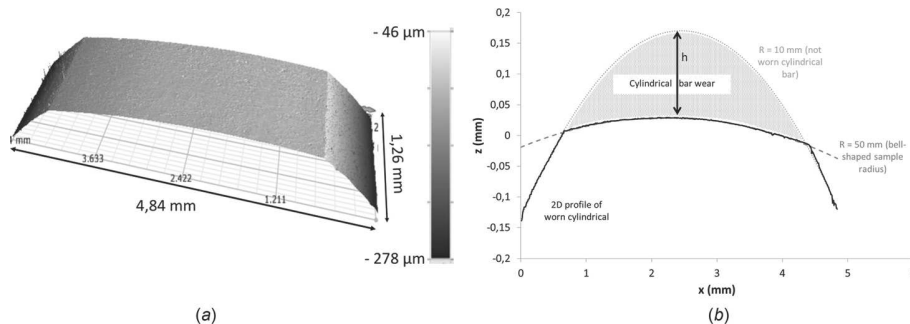 - 46 µm
1,26 mm
mm
3.633
2.422
1.211
4,84 mm
- 278 µm
(a)
0,2
0,15
0,1
0,05
0
-0,05
-0,1
-0,15
-0,2
z (mm)
h
Cylindrical bar wear
R = 10 mm (not
worn cylindrical
bar)
R = 50 mm (bell-
shaped sample
radius)
2D profile of
worn cylindrical
0 1 2 3 4 5
x (mm)
(b)